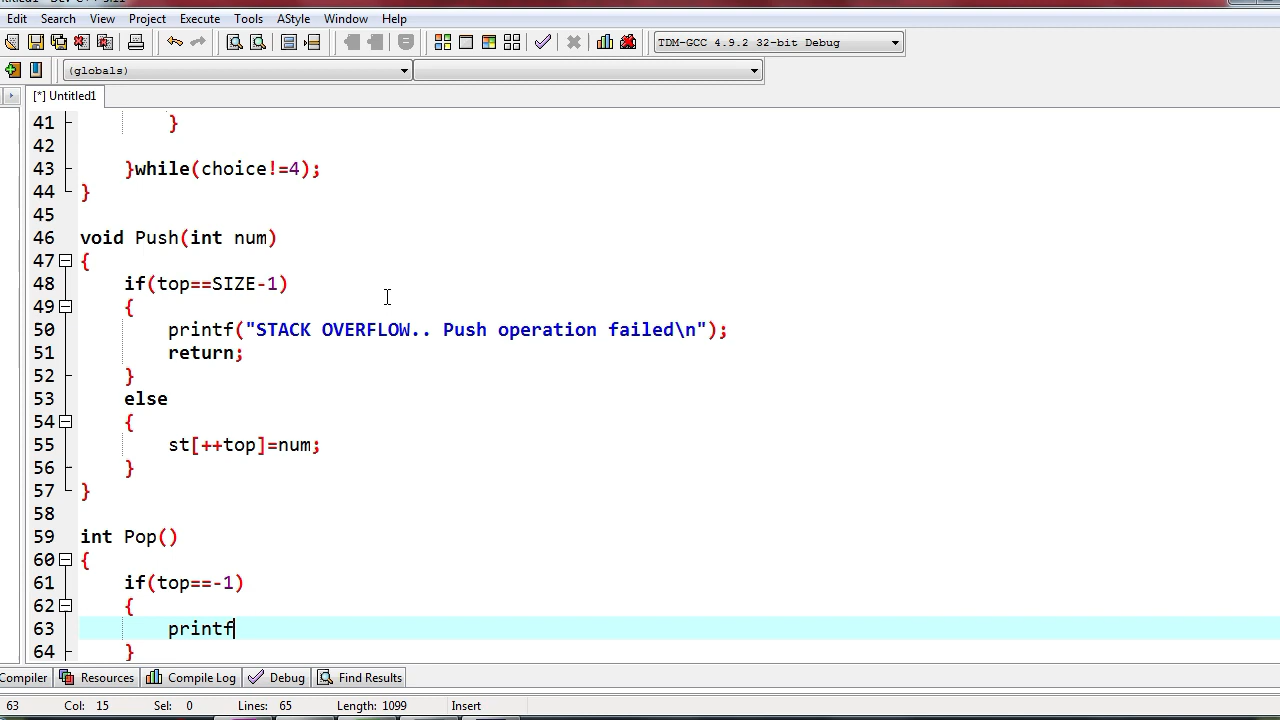 Edit Search View Project Execute Tools AStyle Window Help
TDM-GCC 4.9.2 32-bit Debug
(globals)
[*] Untitled1
41 }
42
43 }while(choice!=4);
44 }
45
46 void Push(int num)
47 {
48 if(top==SIZE-1)
49 {
50 printf("STACK OVERFLOW.. Push operation failed\n");
51 return;
52 }
53 else
54 {
55 st[++top]=num;
56 }
57 }
58
59 int Pop()
60 {
61 if(top==-1)
62 {
63 printf
64 }
Compiler Resources Compile Log Debug Find Results
63 Col: 15 Sel: 0 Lines: 65 Length: 1099 Insert